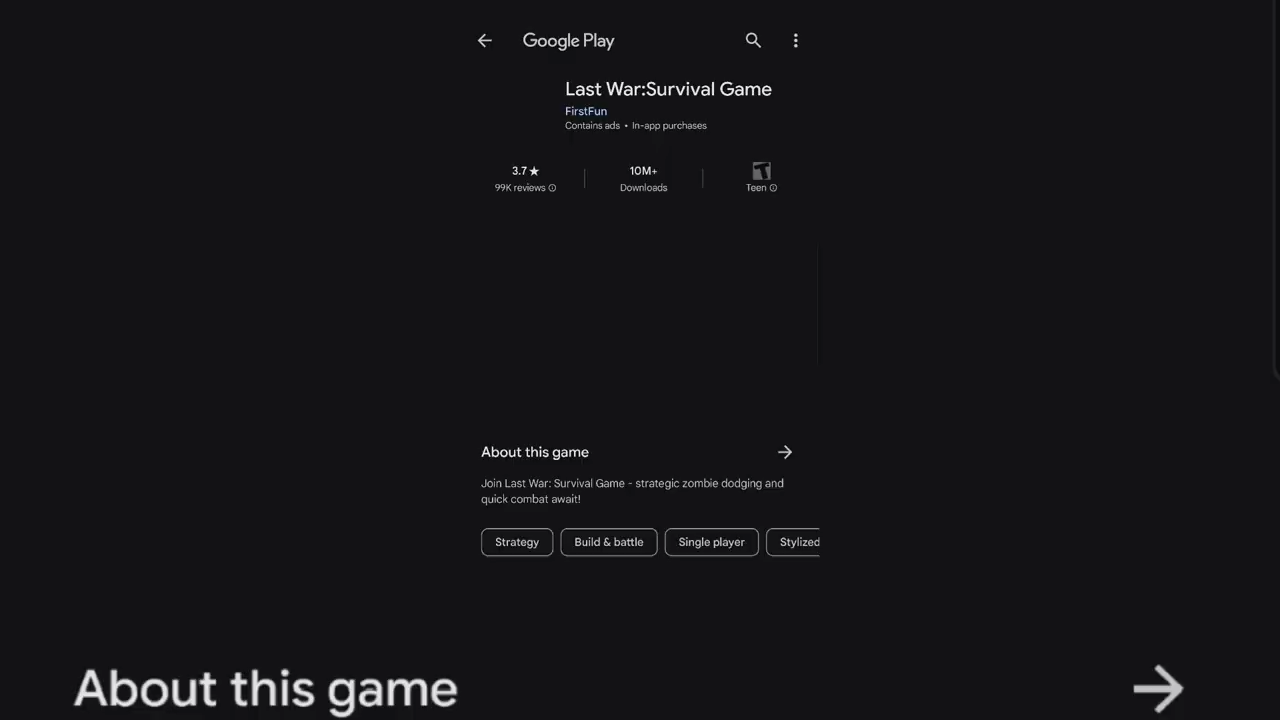 Google Play
Last War:Survival Game
FirstFun
Contains ads • In-app purchases
3.7★ 10M+ T
99K reviews Downloads Teen
About this game
Join Last War: Survival Game - strategic zombie dodging and
quick combat await!
Strategy Build & battle Single player Stylized
About this game